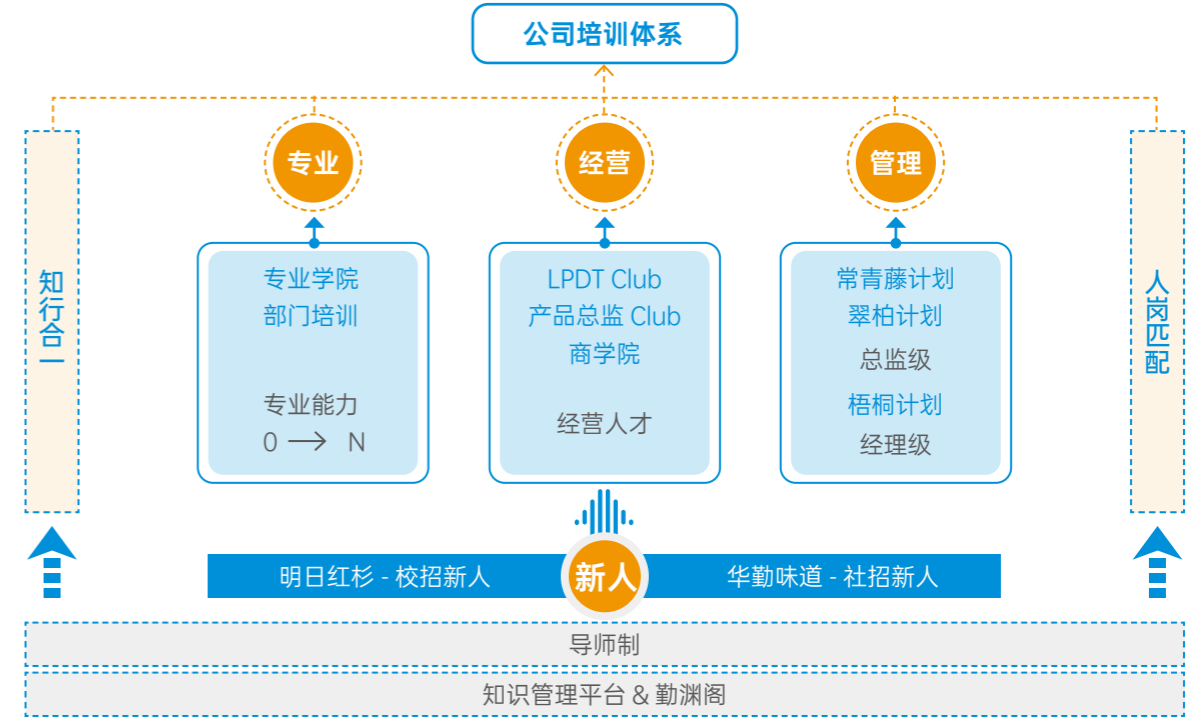 公司培训体系
专业
经营
管理
知行合一
专业学院
部门培训
专业能力
0 → N
LPDT Club
产品总监 Club
商学院
经营人才
常青藤计划
翠柏计划
总监级
梧桐计划
经理级
人岗匹配
明日红杉 - 校招新人
新人
华勤味道 - 社招新人
导师制
知识管理平台 & 勤渊阁